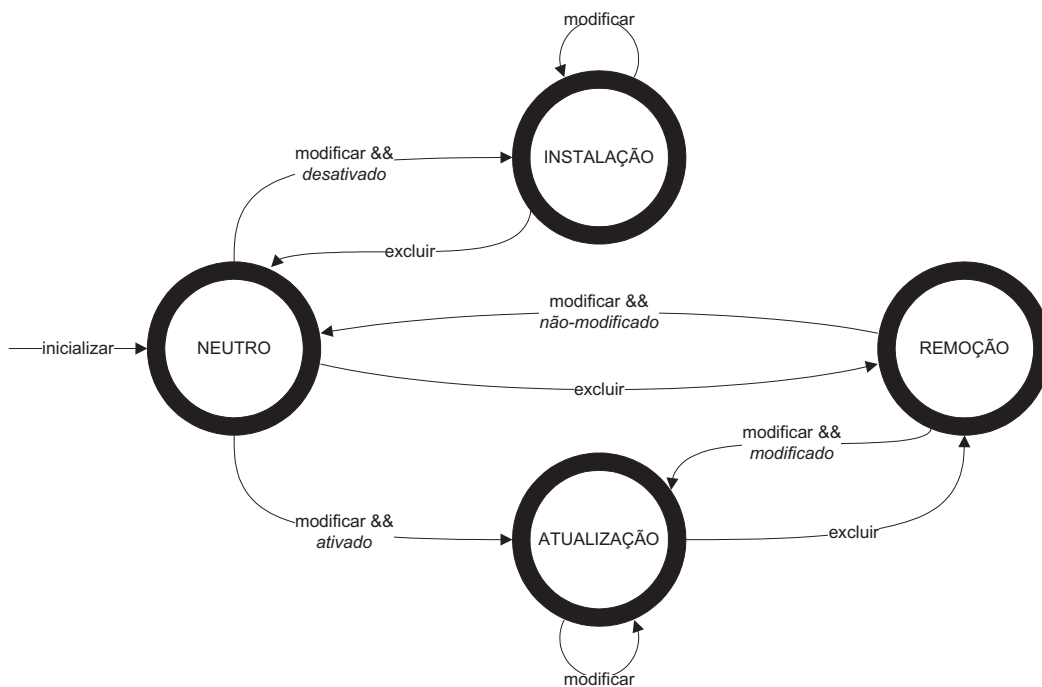 modificar
INSTALAÇÃO
modificar &&
desativado
excluir
modificar &&
não-modificado
inicializar
NEUTRO
REMOÇÃO
excluir
modificar &&
modificado
modificar &&
ativado
ATUALIZAÇÃO
excluir
modificar